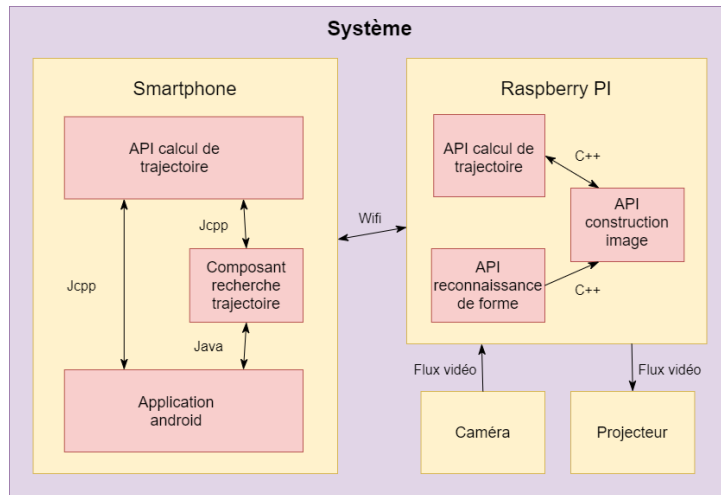 Système
Smartphone
API calcul de
trajectoire
Jcpp
Jcpp
Composant
recherche
trajectoire
Java
Application
android
Wifi
Raspberry PI
API calcul de
trajectoire
C++
API
construction
image
API
reconnaissance
de forme
C++
Flux vidéo
Flux vidéo
Caméra
Projecteur